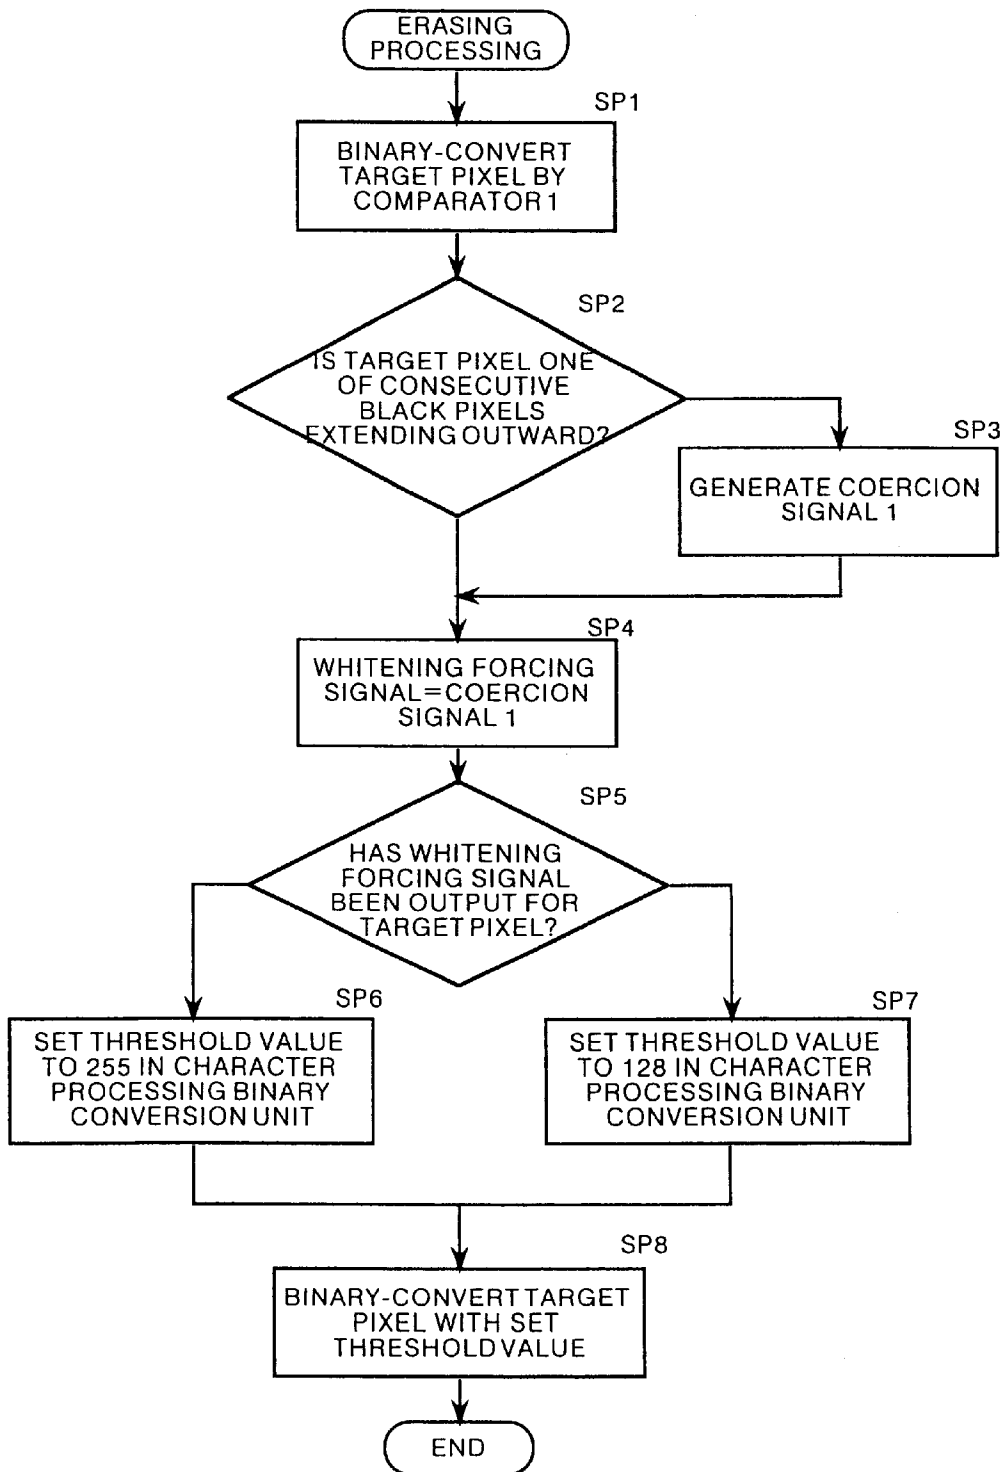 ERASING
PROCESSING
SP1
BINARY-CONVERT
TARGET PIXEL BY
COMPARATOR 1
SP2
IS TARGET PIXEL ONE
OF CONSECUTIVE
BLACK PIXELS
EXTENDING OUTWARD?
SP3
GENERATE COERCION
SIGNAL 1
SP4
WHITENING FORCING
SIGNAL=COERCION
SIGNAL 1
SP5
HAS WHITENING
FORCING SIGNAL
BEEN OUTPUT FOR
TARGET PIXEL?
SP6
SET THRESHOLD VALUE
TO 255 IN CHARACTER
PROCESSING BINARY
CONVERSION UNIT
SP7
SET THRESHOLD VALUE
TO 128 IN CHARACTER
PROCESSING BINARY
CONVERSION UNIT
SP8
BINARY-CONVERT TARGET
PIXEL WITH SET
THRESHOLD VALUE
END